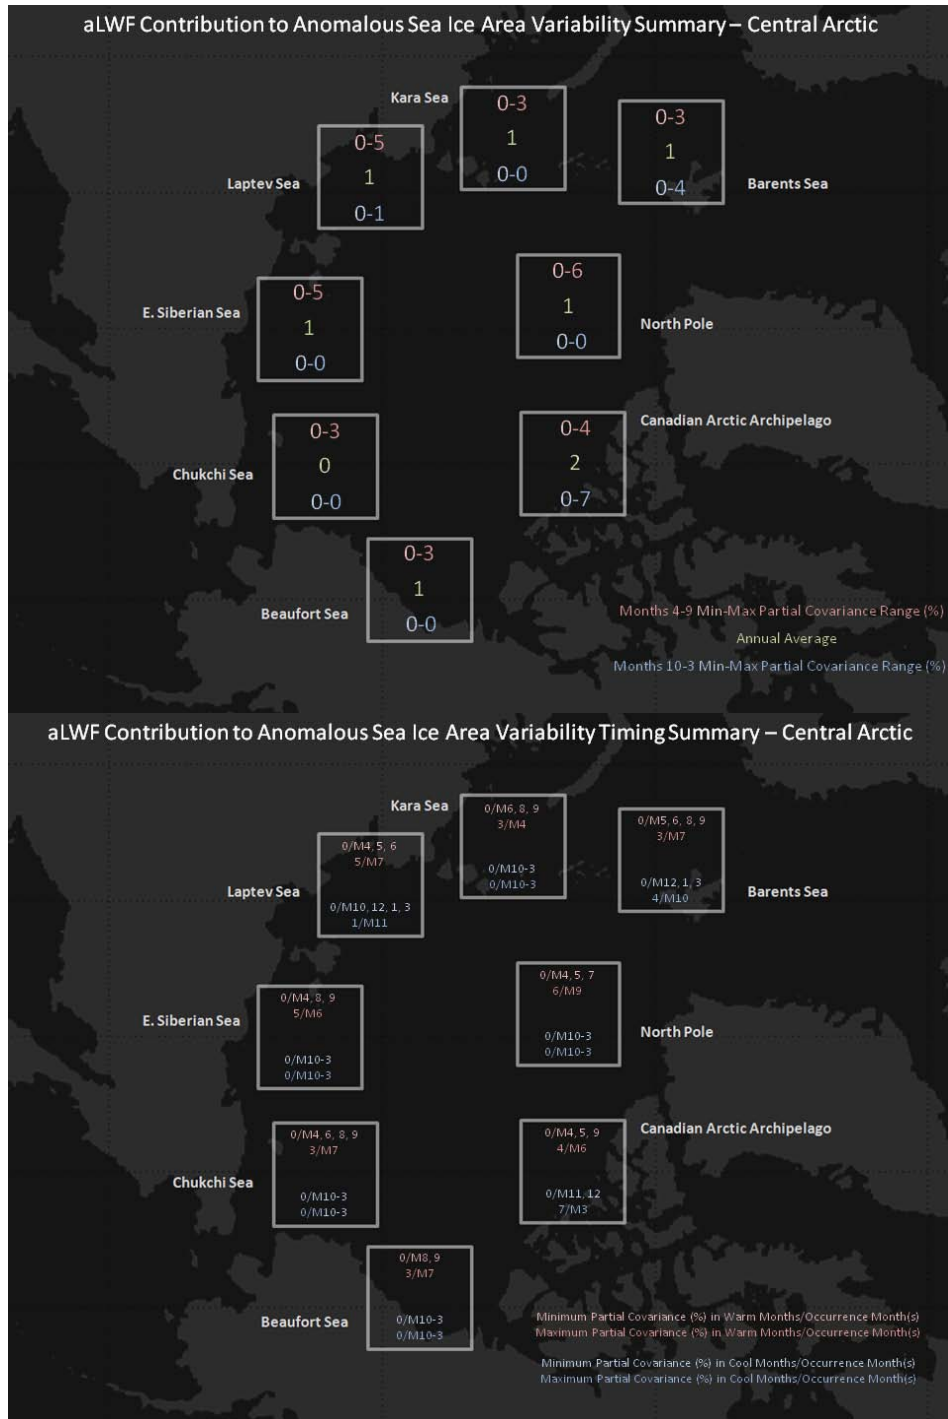 aLWF Contribution to Anomalous Sea Ice Area Variability Summary – Central Arctic
Kara Sea
0-3
1
0-0
0-3
1
0-4
Barents Sea
Laptev Sea
0-5
1
0-1
E. Siberian Sea
0-5
1
0-0
0-6
1
0-0
North Pole
Chukchi Sea
0-3
0
0-0
0-4
2
0-7
Canadian Arctic Archipelago
Beaufort Sea
0-3
1
0-0
Months 4-9 Min-Max Partial Covariance Range (%)
Annual Average
Months 10-3 Min-Max Partial Covariance Range (%)
aLWF Contribution to Anomalous Sea Ice Area Variability Timing Summary – Central Arctic
Kara Sea
0/M6, 8, 9
3/M4
0/M10-3
0/M10-3
0/M5, 6, 8, 9
3/M7
0/M12, 1, 3
4/M10
Barents Sea
Laptev Sea
0/M4, 5, 6
5/M7
0/M10, 12, 1, 3
1/M11
E. Siberian Sea
0/M4, 8, 9
5/M6
0/M10-3
0/M10-3
0/M4, 5, 7
6/M9
0/M10-3
0/M10-3
North Pole
Chukchi Sea
0/M4, 6, 8, 9
3/M7
0/M10-3
0/M10-3
0/M4, 5, 9
4/M6
0/M11, 12
7/M3
Canadian Arctic Archipelago
Beaufort Sea
0/M8, 9
3/M7
0/M10-3
0/M10-3
Minimum Partial Covariance (%) in Warm Months/Occurrence Month(s)
Maximum Partial Covariance (%) in Warm Months/Occurrence Month(s)
Minimum Partial Covariance (%) in Cool Months/Occurrence Month(s)
Maximum Partial Covariance (%) in Cool Months/Occurrence Month(s)